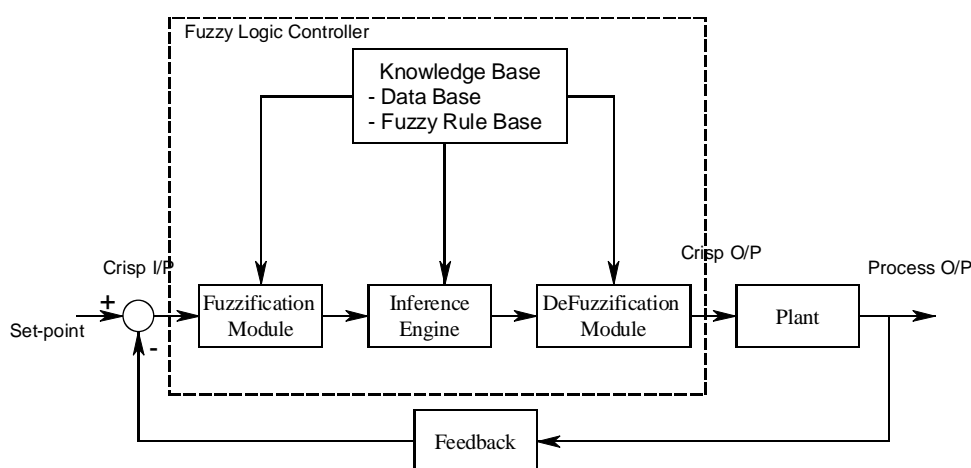 Fuzzy Logic Controller
Knowledge Base
- Data Base
- Fuzzy Rule Base
Crisp I/P
Crisp O/P
Process O/P
+
Set-point
-
Fuzzification
Module
Inference
Engine
DeFuzzification
Module
Plant
Feedback